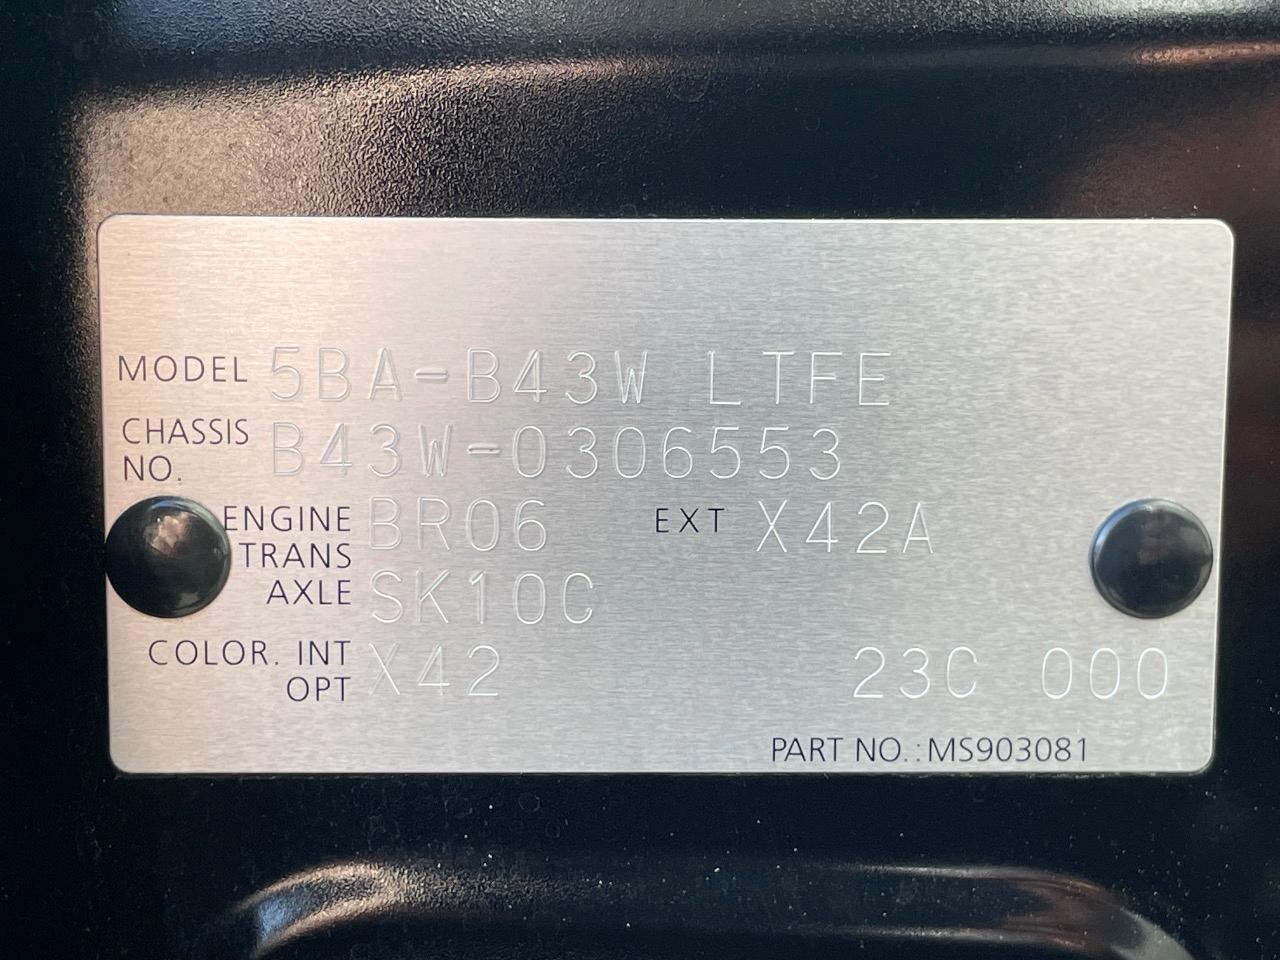 MODEL 5BA-B43W LTFE
CHASSIS NO. B43W-0306553
ENGINE BR06 EXT X42A
TRANS AXLE SK10C
COLOR. INT OPT X42 23C 000
PART NO.:MS903081